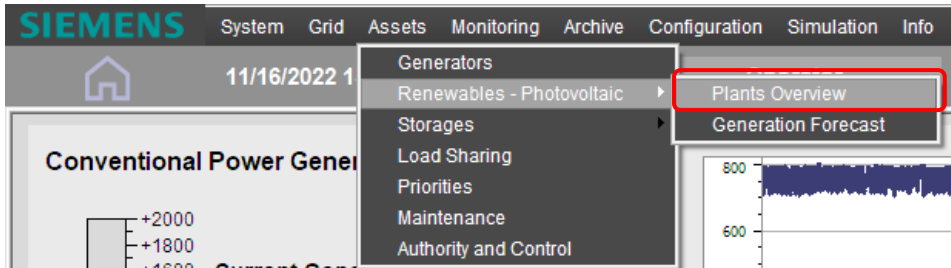 SIEMENS System Grid Assets Monitoring Archive Configuration Simulation Info
11/16/2022 1
Generators
Renewables - Photovoltaic
Plants Overview
Storages
Generation Forecast
Load Sharing
Priorities
Maintenance
Authority and Control
Conventional Power Gener
+2000
+1800
800
600